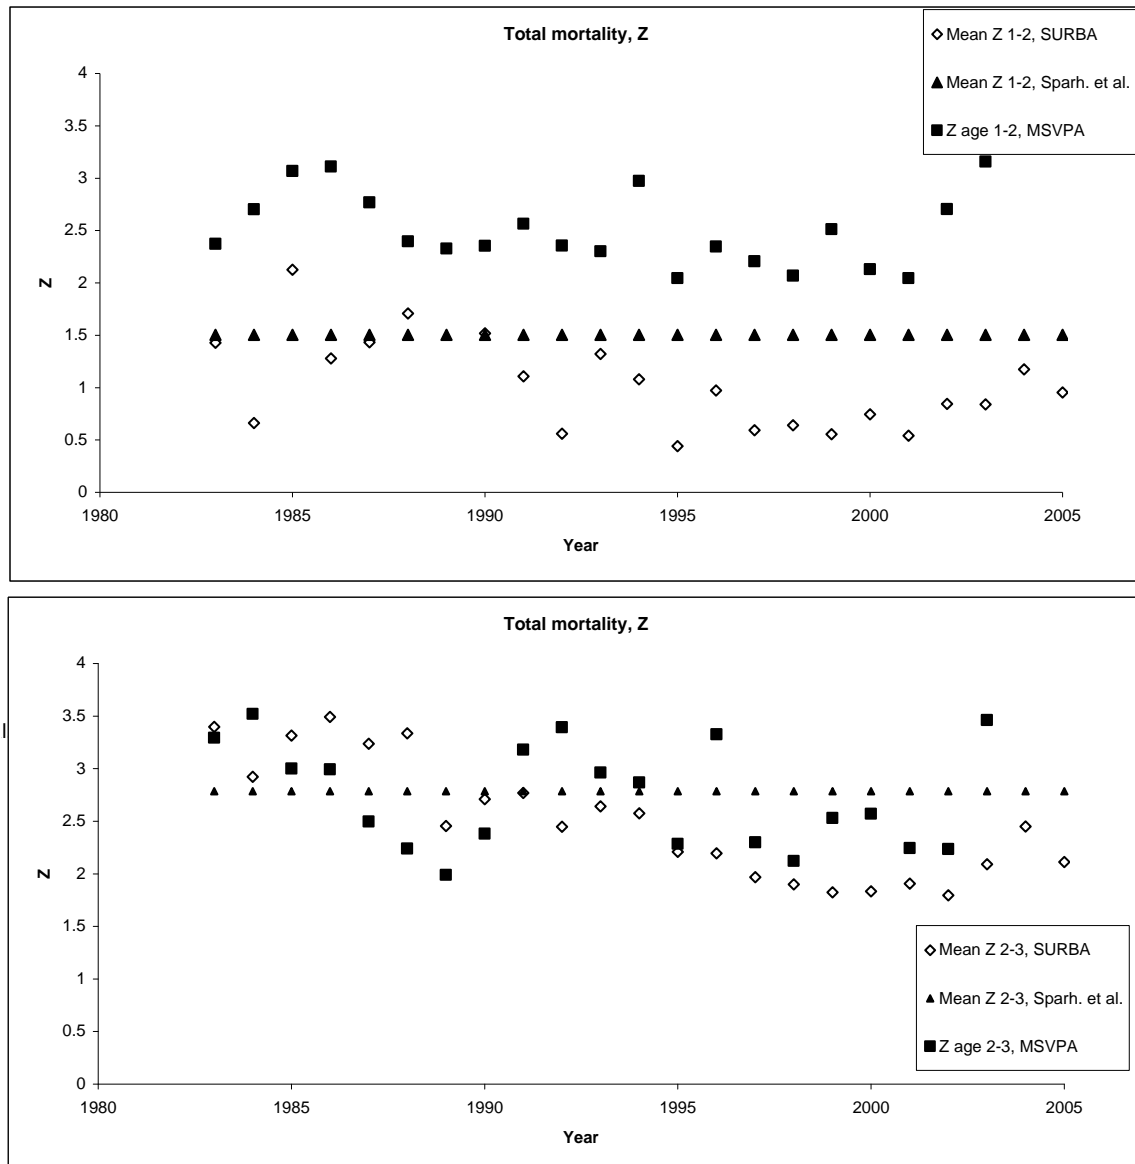 Total mortality, Z
Mean Z 1-2, SURBA
Mean Z 1-2, Sparh. et al.
Z age 1-2, MSVPA
4
3.5
3
2.5
2
1.5
1
0.5
0
Z
1980 1985 1990 1995 2000 2005
Year
Total mortality, Z
4
3.5
3
2.5
2
1.5
1
0.5
0
Z
Mean Z 2-3, SURBA
Mean Z 2-3, Sparh. et al.
Z age 2-3, MSVPA
1980 1985 1990 1995 2000 2005
Year